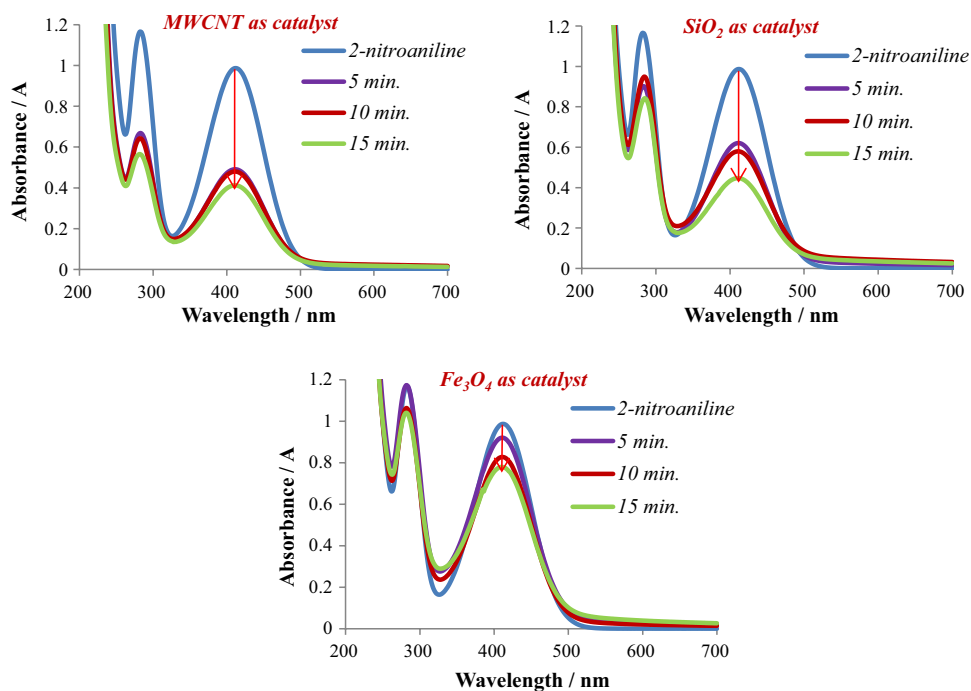 MWCNT as catalyst
1.2
1
0.8
0.6
0.4
0.2
0
Absorbance / A
2-nitroaniline
5 min.
10 min.
15 min.
200 300 400 500 600 700
Wavelength / nm
SiO₂ as catalyst
1.2
1
0.8
0.6
0.4
0.2
0
Absorbance / A
2-nitroaniline
5 min.
10 min.
15 min.
200 300 400 500 600 700
Wavelength / nm
Fe₃O₄ as catalyst
1.2
1
0.8
0.6
0.4
0.2
0
Absorbance / A
2-nitroaniline
5 min.
10 min.
15 min.
200 300 400 500 600 700
Wavelength / nm